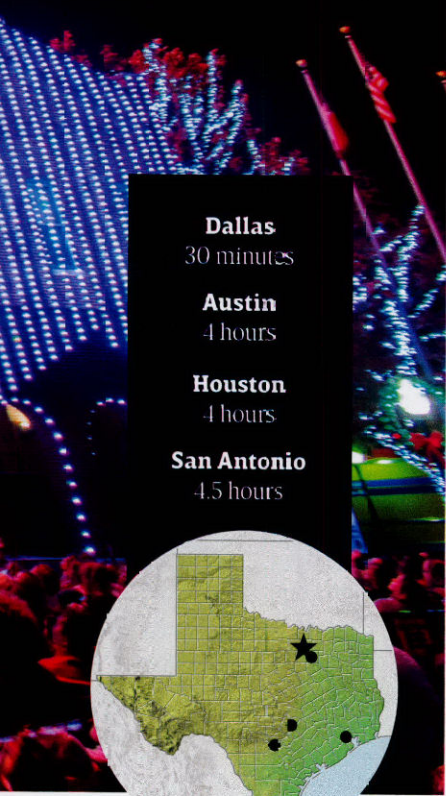 Dallas
30 minutes
Austin
4 hours
Houston
4 hours
San Antonio
4.5 hours